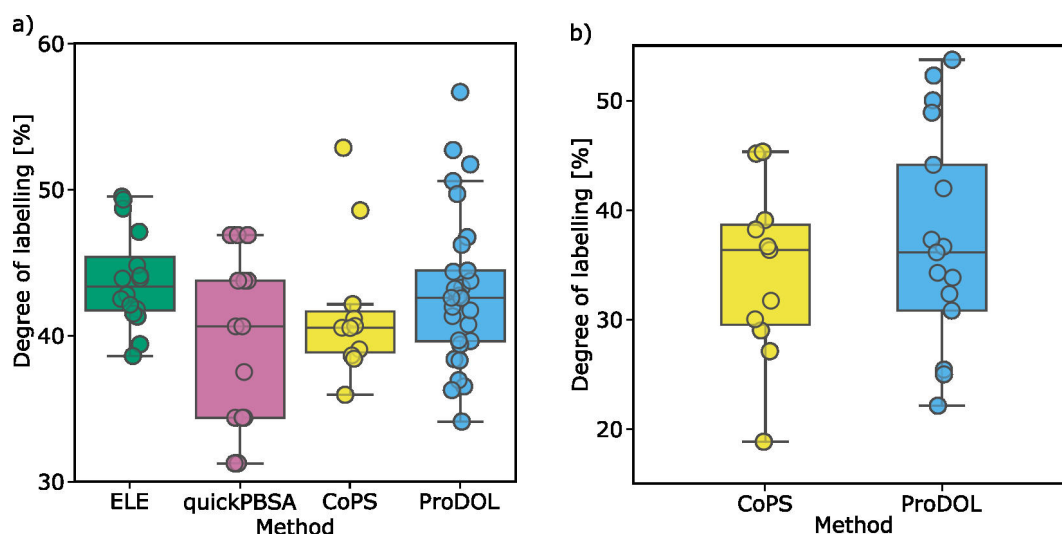 a)
Degree of labelling [%]
60
50
40
30
ELE quickPBSA CoPS ProDOL
Method
b)
Degree of labelling [%]
50
40
30
20
CoPS ProDOL
Method